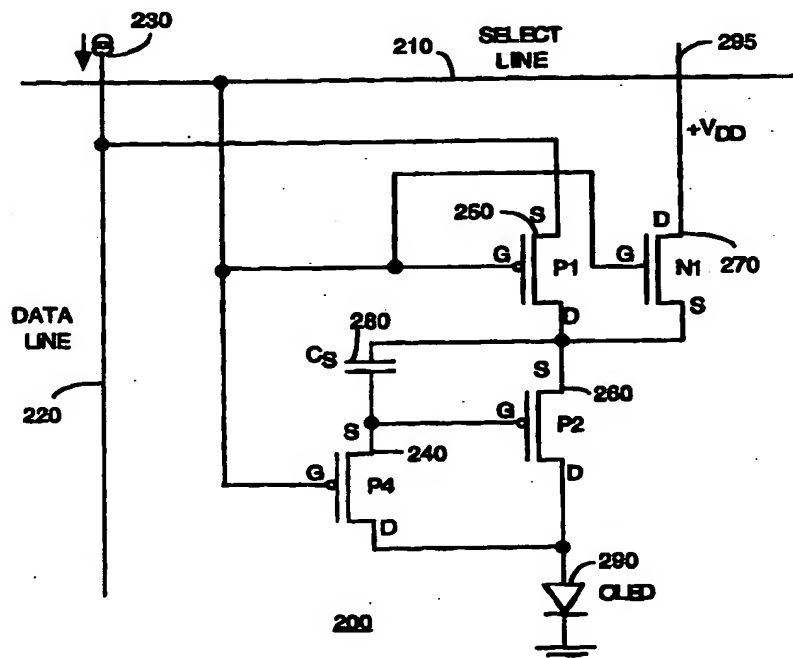 230
SELECT
LINE
210
295
+VDD
250
S
D
G
P1
G
N1
270
D
S
DATA
LINE
280
CS
S
260
220
S
240
G
P2
G
P4
D
D
290
OLED
200